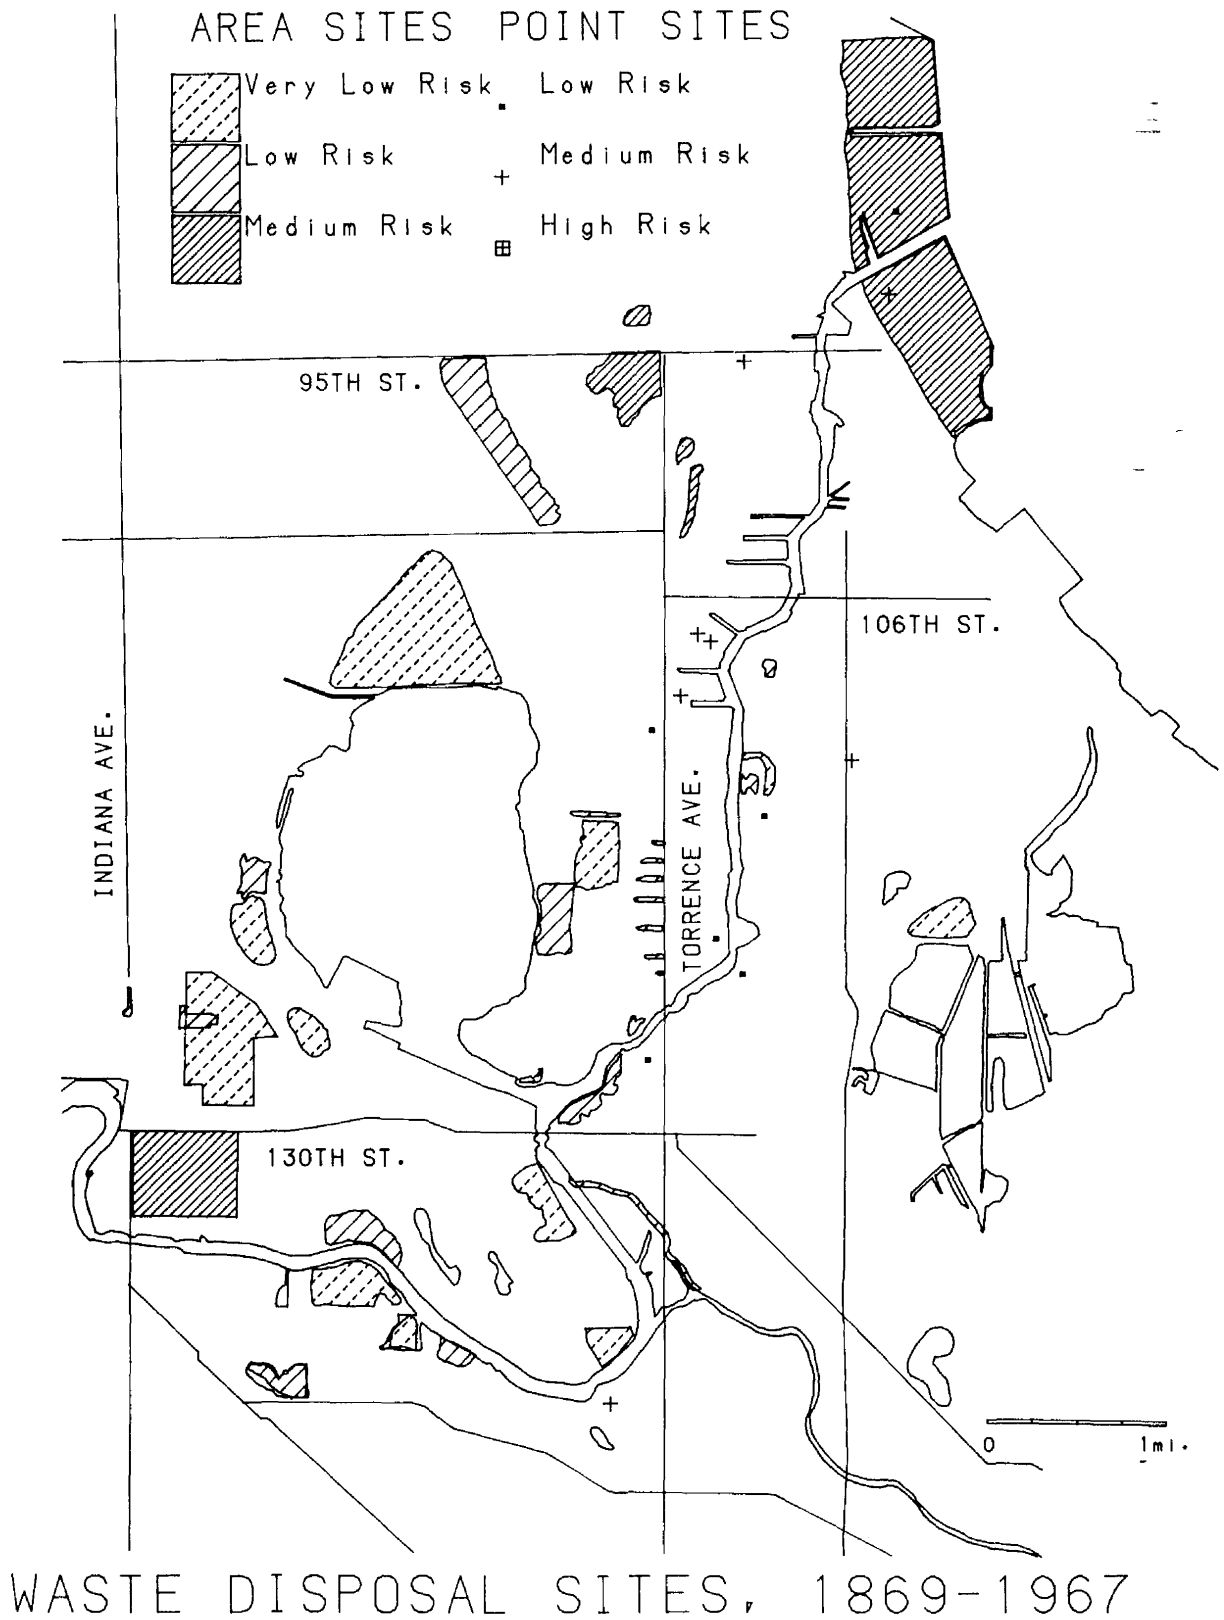 AREA SITES POINT SITES
Very Low Risk Low Risk
Low Risk Medium Risk
Medium Risk High Risk
95TH ST.
106TH ST.
INDIANA AVE.
TORRENCE AVE.
130TH ST.
0 1mi.
WASTE DISPOSAL SITES, 1869-1967